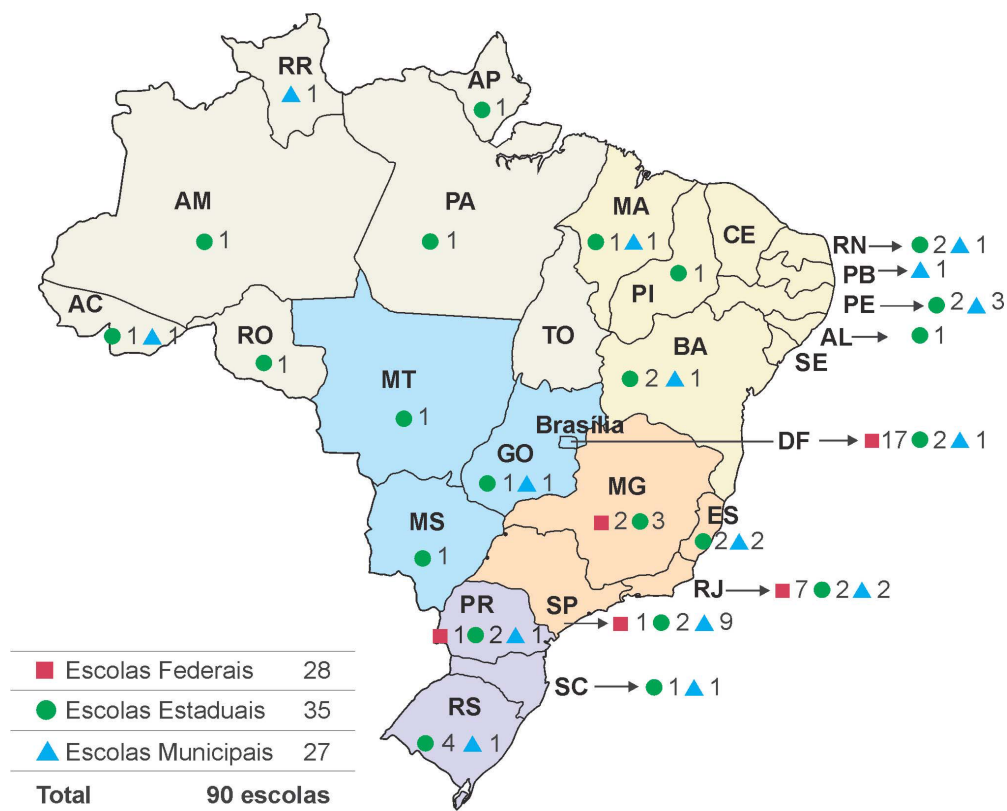 RR
1
AP
1
AM
1
PA
1
MA
1 1
CE
RN 2 1
PB 1
PI
1
PE 2 3
AC
1 1
RO
1
TO
AL 1
SE
BA
2 1
MT
1
Brasília
DF 17 2 1
GO
1 1
MG
2 3
ES
2 2
MS
1
RJ 7 2 2
PR
1 2 1
SP
1 2 9
SC 1 1
RS
4 1
Escolas Federais 28
Escolas Estaduais 35
Escolas Municipais 27
Total 90 escolas